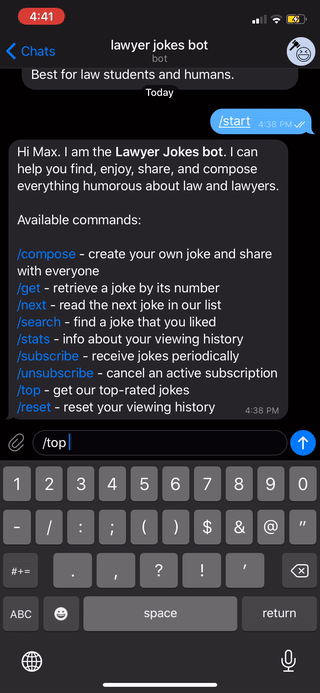 4:41
Chats
lawyer jokes bot
bot
Best for law students and humans.
Today
/start 4:38 PM
Hi Max. I am the Lawyer Jokes bot. I can
help you find, enjoy, share, and compose
everything humorous about law and lawyers.
Available commands:
/compose - create your own joke and share
with everyone
/get - retrieve a joke by its number
/next - read the next joke in our list
/search - find a joke that you liked
/stats - info about your viewing history
/subscribe - receive jokes periodically
/unsubscribe - cancel an active subscription
/top - get our top-rated jokes
/reset - reset your viewing history 4:38 PM
/top
1 2 3 4 5 6 7 8 9 0
- / : ; ( ) $ & @ "
#+= . , ? ! '
ABC space return